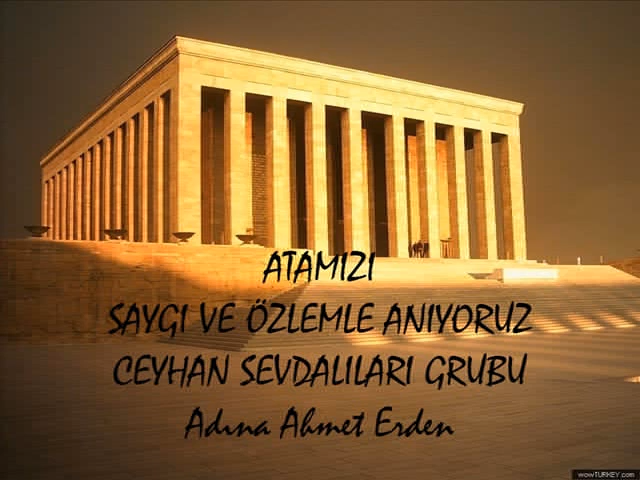 ATAMIZI
SAYGI VE ÖZLEMLE ANIYORUZ
CEYHAN SEVDALILARI GRUBU
Adına Ahmet Erden
wowTURKEY.com